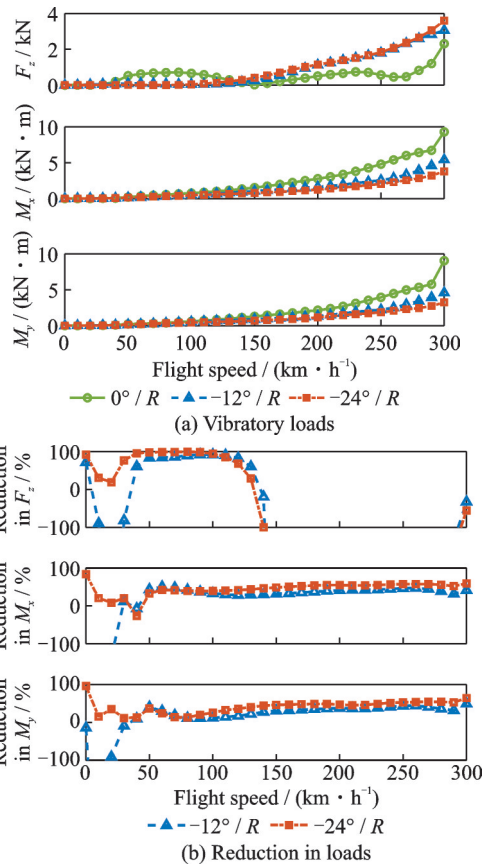 4
2
0
F_z / kN
10
5
0
M_x / (kN · m)
10
5
0
M_y / (kN · m)
0 50 100 150 200 250 300
Flight speed / (km · h⁻¹)
0° / R −12° / R −24° / R
(a) Vibratory loads
100
0
−100
Reduction
in F_z / %
100
0
100
Reduction
in M_x / %
100
0
100
Reduction
in M_y / %
0 50 100 150 200 250 300
Flight speed / (km · h⁻¹)
−12° / R −24° / R
(b) Reduction in loads